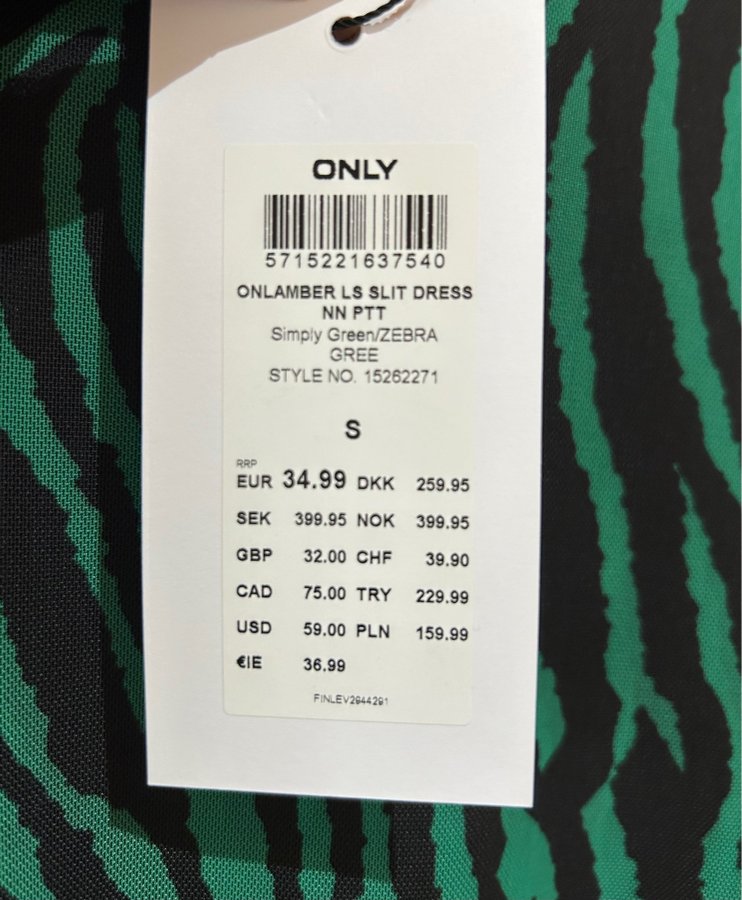 ONLY
5715221637540
ONLAMBER LS SLIT DRESS
NN PTT
Simply Green/ZEBRA
GREE
STYLE NO. 15262271
S
RRP
EUR 34.99 DKK 259.95
SEK 399.95 NOK 399.95
GBP 32.00 CHF 39.90
CAD 75.00 TRY 229.99
USD 59.00 PLN 159.99
€IE 36.99
FINLEV2944291